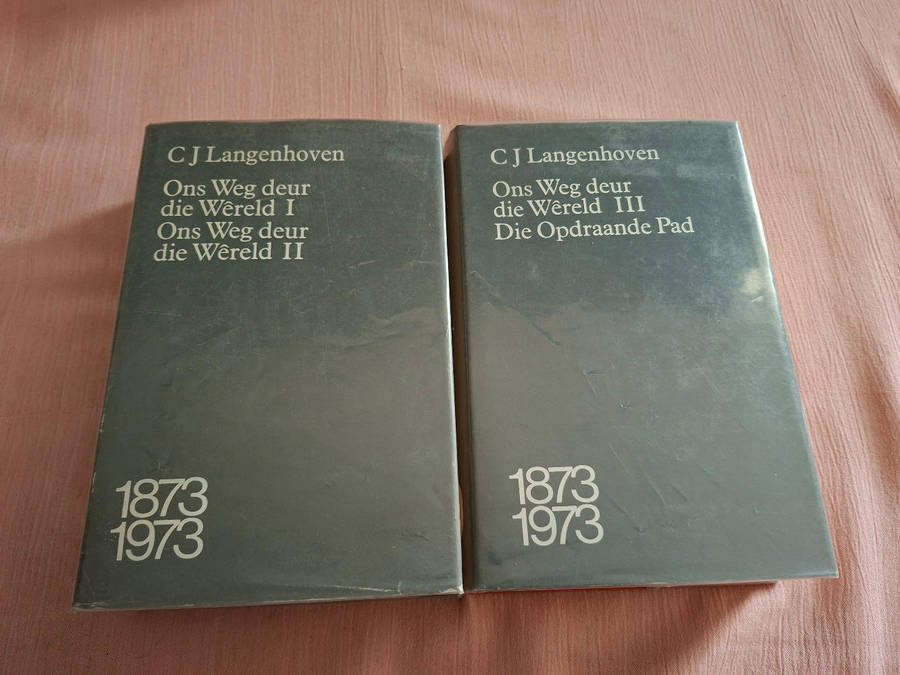 C J Langenhoven
Ons Weg deur
die Wêreld I
Ons Weg deur
die Wêreld II
1873
1973
C J Langenhoven
Ons Weg deur
die Wêreld III
Die Opdraande Pad
1873
1973